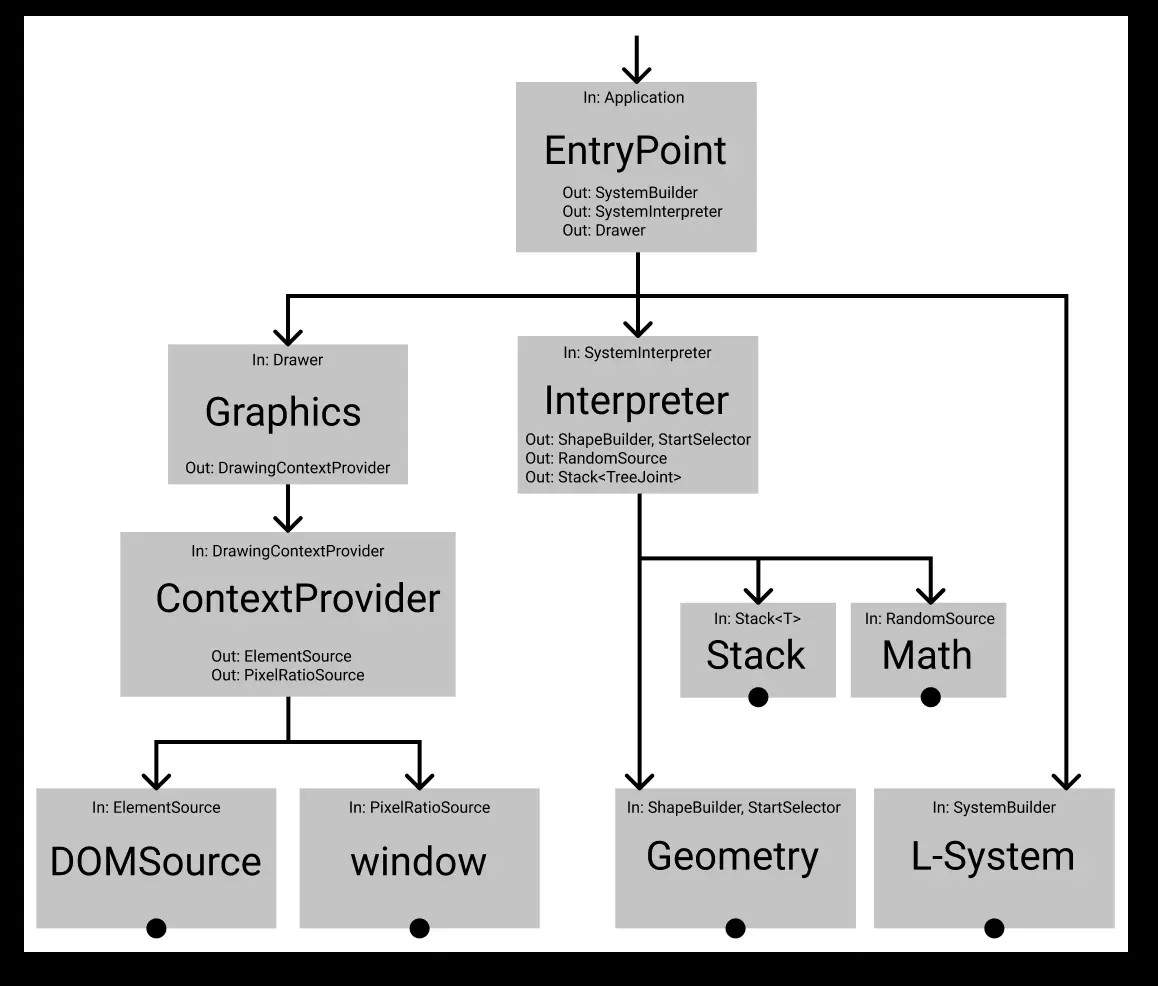 In: Application
EntryPoint
Out: SystemBuilder
Out: SystemInterpreter
Out: Drawer
In: Drawer
Graphics
Out: DrawingContextProvider
In: SystemInterpreter
Interpreter
Out: ShapeBuilder, StartSelector
Out: RandomSource
Out: Stack<TreeJoint>
In: DrawingContextProvider
ContextProvider
Out: ElementSource
Out: PixelRatioSource
In: Stack<T>
Stack
In: RandomSource
Math
In: ElementSource
DOMSource
In: PixelRatioSource
window
In: ShapeBuilder, StartSelector
Geometry
In: SystemBuilder
L-System